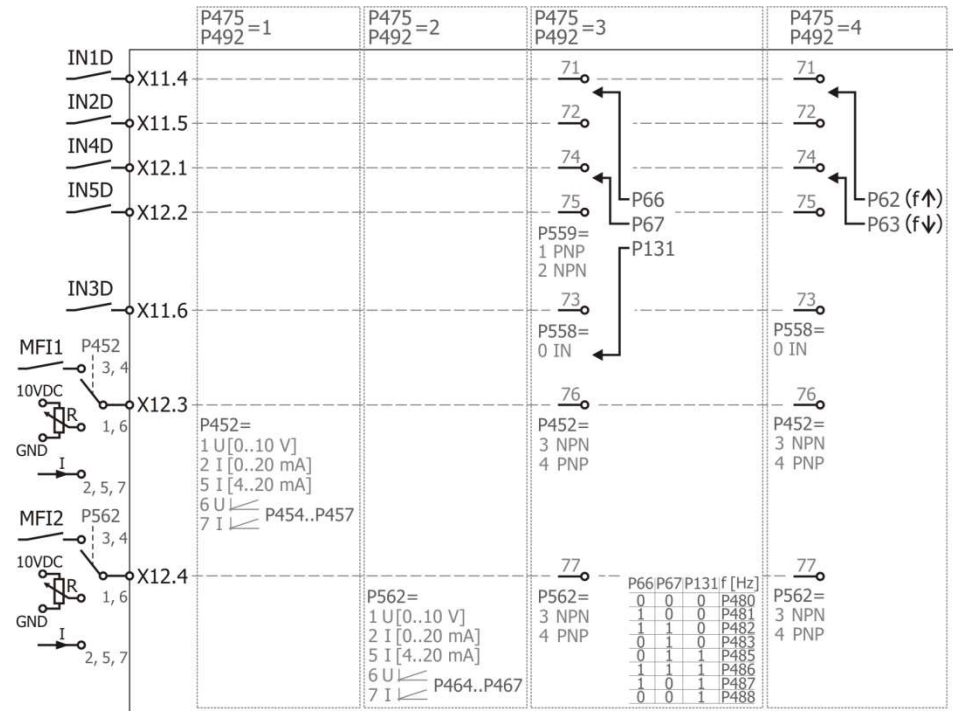 P475 =1 P475 =2 P475 =3 P475 =4
P492 P492 P492 P492
IN1D X11.4 71 71
IN2D X11.5 72 72
IN4D X12.1 74 74
IN5D X12.2 75 75
P66 P62 (f↑)
P67 P63 (f↓)
P559= P131
1 PNP
2 NPN
IN3D X11.6 73 73
P558= P558=
0 IN 0 IN
MFI1 P452
3, 4
10VDC
R X12.3 76 76
1, 6
GND
I
2, 5, 7
P452= P452= P452=
1 U[0..10 V] 3 NPN 3 NPN
2 I [0..20 mA] 4 PNP 4 PNP
5 I [4..20 mA]
6 U
7 I P454..P457
MFI2 P562
3, 4
10VDC
R X12.4 77 77
1, 6
GND
I
2, 5, 7
P562= P562= P562=
1 U[0..10 V] 3 NPN 3 NPN
2 I [0..20 mA] 4 PNP 4 PNP
5 I [4..20 mA]
6 U
7 I P464..P467
P66 P67 P131 f [Hz]
0 0 0 P480
1 0 0 P481
1 1 0 P482
0 1 0 P483
0 1 1 P485
1 1 1 P486
1 0 1 P487
0 0 1 P488